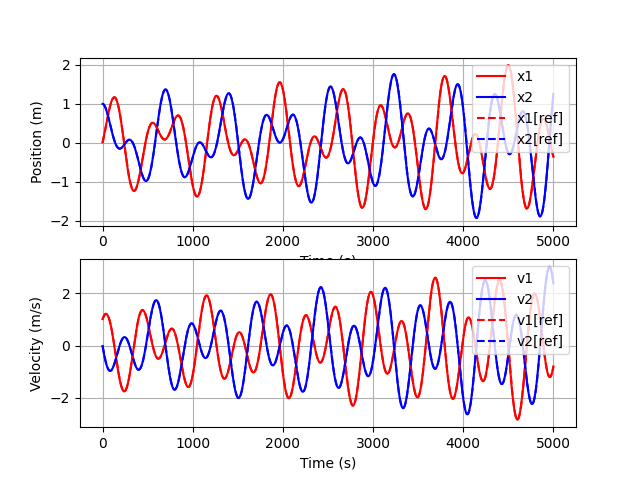 2
1
0
−1
−2
Position (m)
0
1000
2000
3000
4000
5000
Time (s)
x1
x2
x1[ref]
x2[ref]
2
0
−2
Velocity (m/s)
0
1000
2000
3000
4000
5000
Time (s)
v1
v2
v1[ref]
v2[ref]